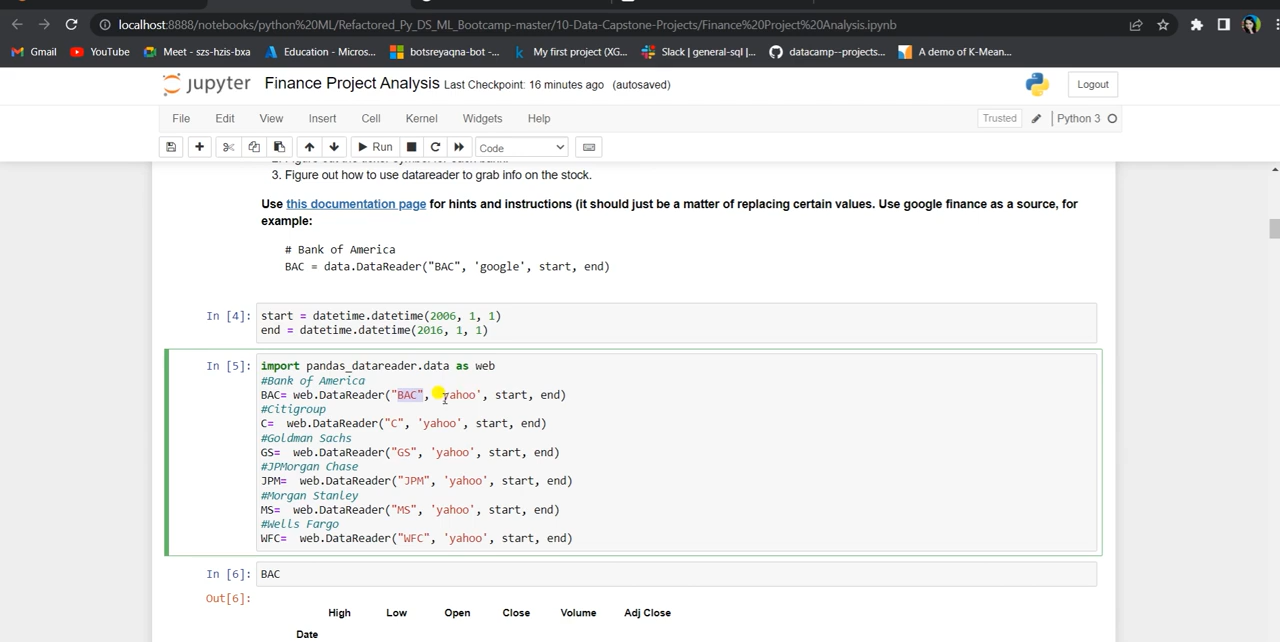 localhost:8888/notebooks/python%20ML/Refactored_Py_DS_ML_Bootcamp-master/10-Data-Capstone-Projects/Finance%20Project%20Analysis.ipynb
Gmail YouTube Meet - szs-hzis-bxa Education - Micros... botsreyaqna-bot -... My first project (XG... Slack | general-sql |... datacamp--projects... A demo of K-Mean...
jupyter Finance Project Analysis Last Checkpoint: 16 minutes ago (autosaved) Logout
File Edit View Insert Cell Kernel Widgets Help Trusted Python 3
Run Code
3. Figure out how to use datareader to grab info on the stock.
Use this documentation page for hints and instructions (it should just be a matter of replacing certain values. Use google finance as a source, for
example:
# Bank of America
BAC = data.DataReader("BAC", 'google', start, end)
In [4]: start = datetime.datetime(2006, 1, 1)
end = datetime.datetime(2016, 1, 1)
In [5]: import pandas_datareader.data as web
#Bank of America
BAC= web.DataReader("BAC", 'yahoo', start, end)
#Citigroup
C= web.DataReader("C", 'yahoo', start, end)
#Goldman Sachs
GS= web.DataReader("GS", 'yahoo', start, end)
#JPMorgan Chase
JPM= web.DataReader("JPM", 'yahoo', start, end)
#Morgan Stanley
MS= web.DataReader("MS", 'yahoo', start, end)
#Wells Fargo
WFC= web.DataReader("WFC", 'yahoo', start, end)
In [6]: BAC
Out[6]:
High Low Open Close Volume Adj Close
Date